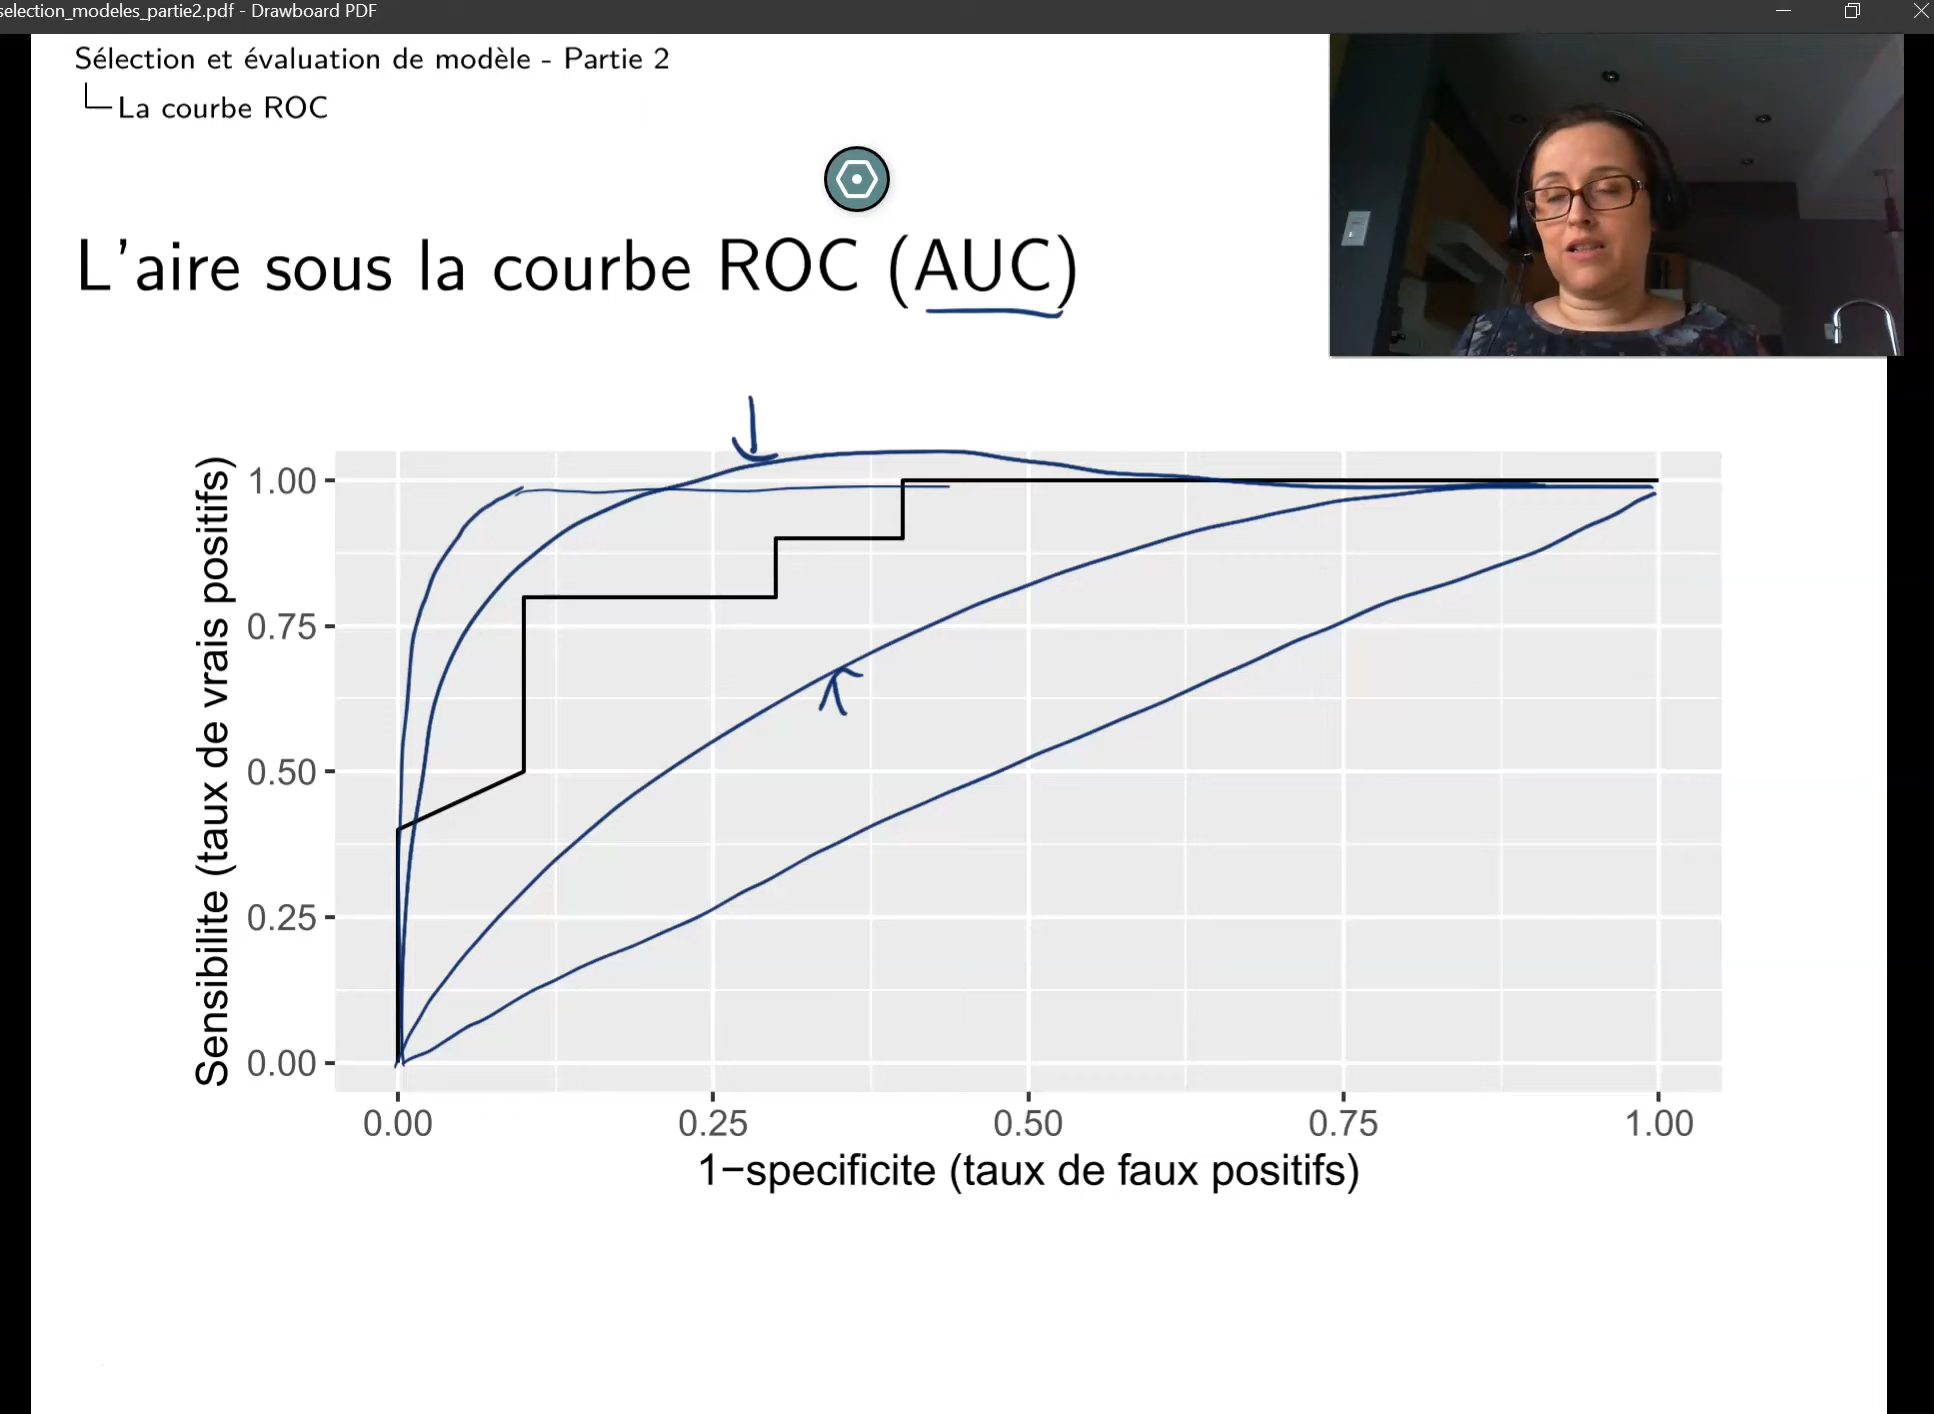 selection_modeles_partie2.pdf - Drawboard PDF
Sélection et évaluation de modèle - Partie 2
La courbe ROC
L'aire sous la courbe ROC (AUC)
Sensibilite (taux de vrais positifs)
1.00
0.75
0.50
0.25
0.00
0.00 0.25 0.50 0.75 1.00
1−specificite (taux de faux positifs)